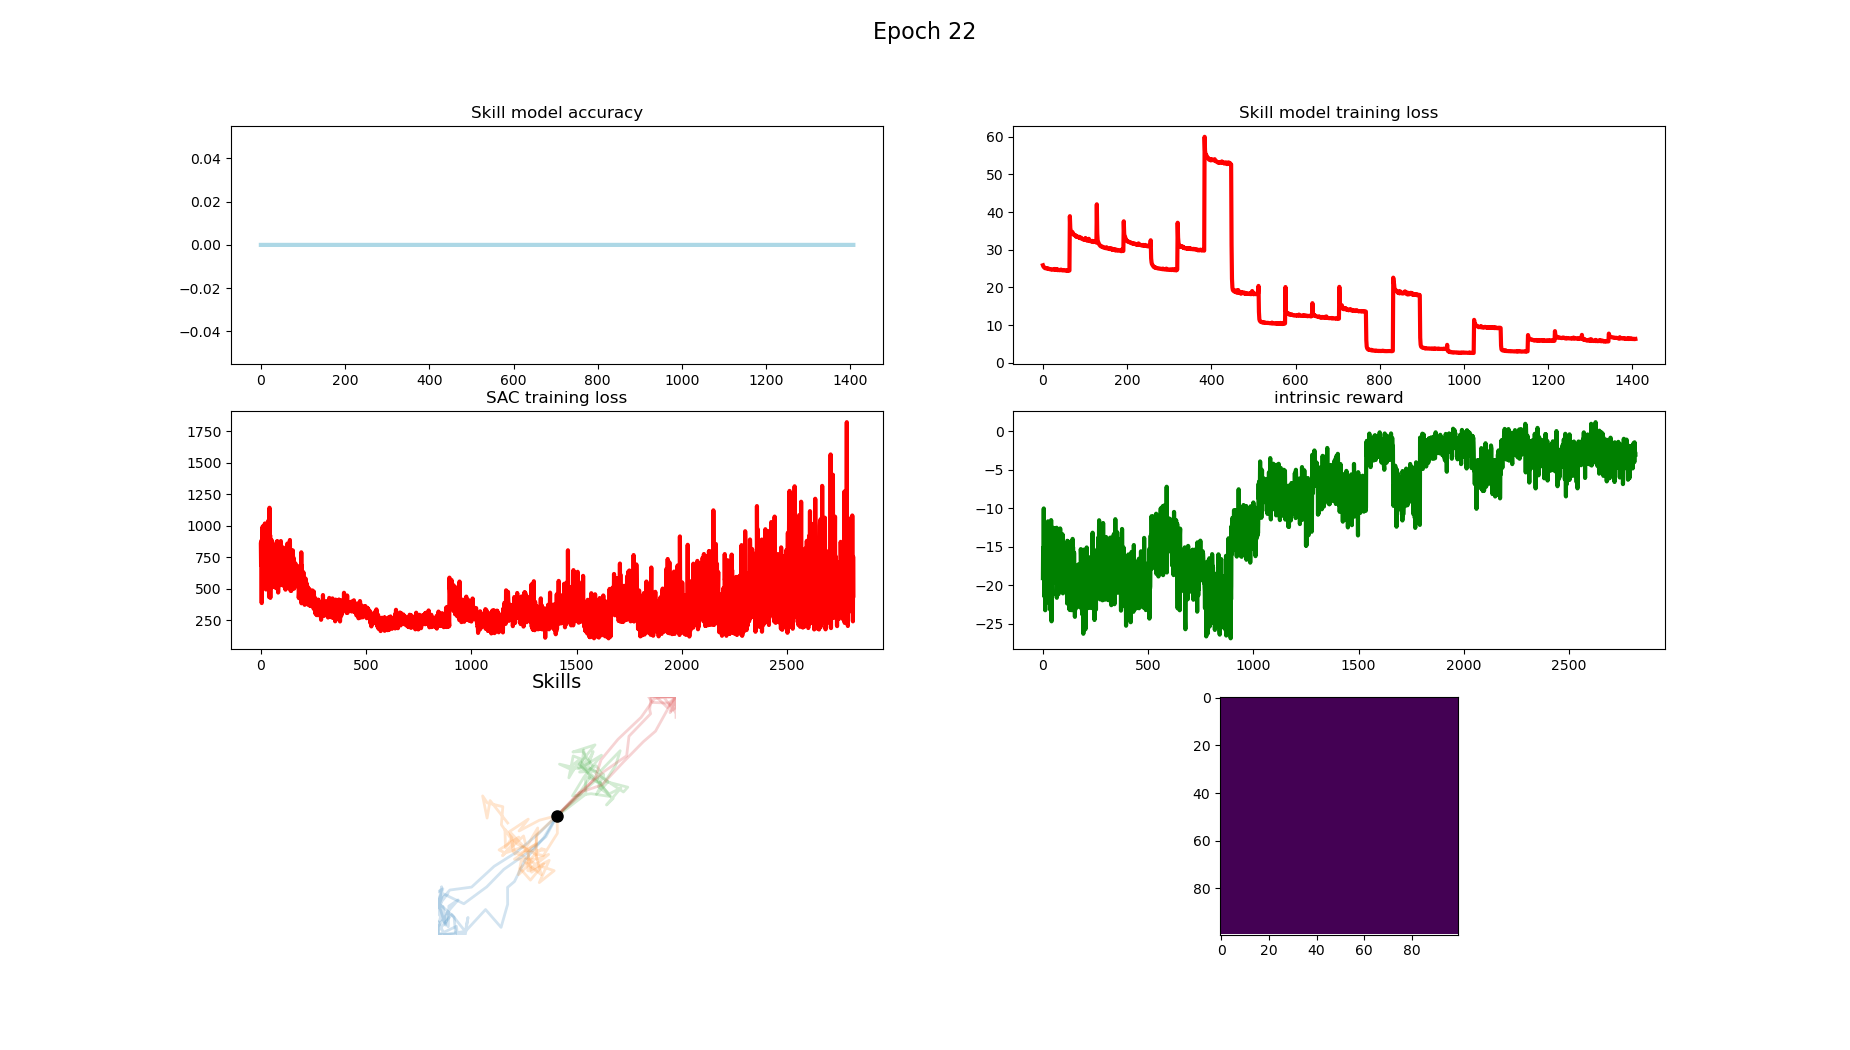 Epoch 22
Skill model accuracy
0.04
0.02
0.00
−0.02
−0.04
0 200 400 600 800 1000 1200 1400
Skill model training loss
60
50
40
30
20
10
0
0 200 400 600 800 1000 1200 1400
SAC training loss
1750
1500
1250
1000
750
500
250
0 500 1000 1500 2000 2500
intrinsic reward
0
−5
−10
−15
−20
−25
0 500 1000 1500 2000 2500
Skills
0
20
40
60
80
0 20 40 60 80